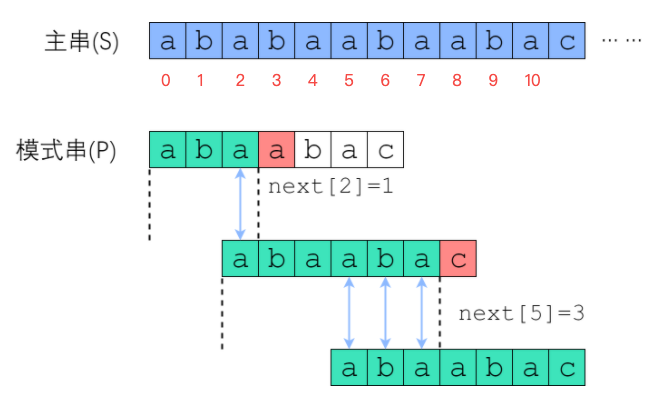 主串(S) a b a b a a b a a b a c ……
0 1 2 3 4 5 6 7 8 9 10
模式串(P) a b a a b a c
next[2]=1
a b a a b a c
next[5]=3
a b a a b a c